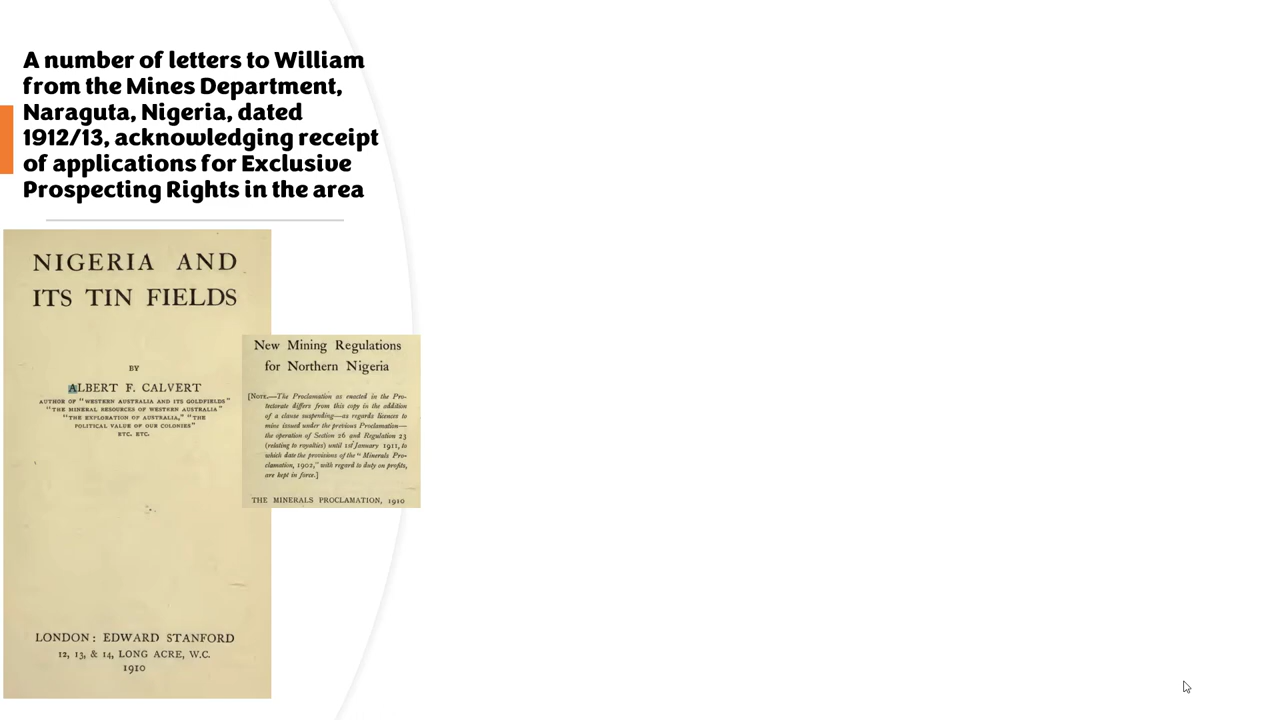 A number of letters to William
from the Mines Department,
Naraguta, Nigeria, dated
1912/13, acknowledging receipt
of applications for Exclusive
Prospecting Rights in the area
NIGERIA AND
ITS TIN FIELDS
BY
ALBERT F. CALVERT
AUTHOR OF "WESTERN AUSTRALIA AND ITS GOLDFIELDS"
"THE MINERAL RESOURCES OF WESTERN AUSTRALIA"
"THE EXPLORATION OF AUSTRALIA," "THE
POLITICAL VALUE OF OUR COLONIES"
ETC. ETC.
LONDON: EDWARD STANFORD
12, 13, & 14, LONG ACRE, W.C.
1910
New Mining Regulations
for Northern Nigeria
[NOTE.—The Proclamation as enacted in the Pro-
tectorate differs from this copy in the addition
of a clause suspending—as regards licences to
mine issued under the previous Proclamation—
the operation of Section 26 and Regulation 23
(relating to royalties) until 1st January 1911, to
which date the provisions of the "Minerals Pro-
clamation, 1902," with regard to duty on profits,
are kept in force.]
THE MINERALS PROCLAMATION, 1910